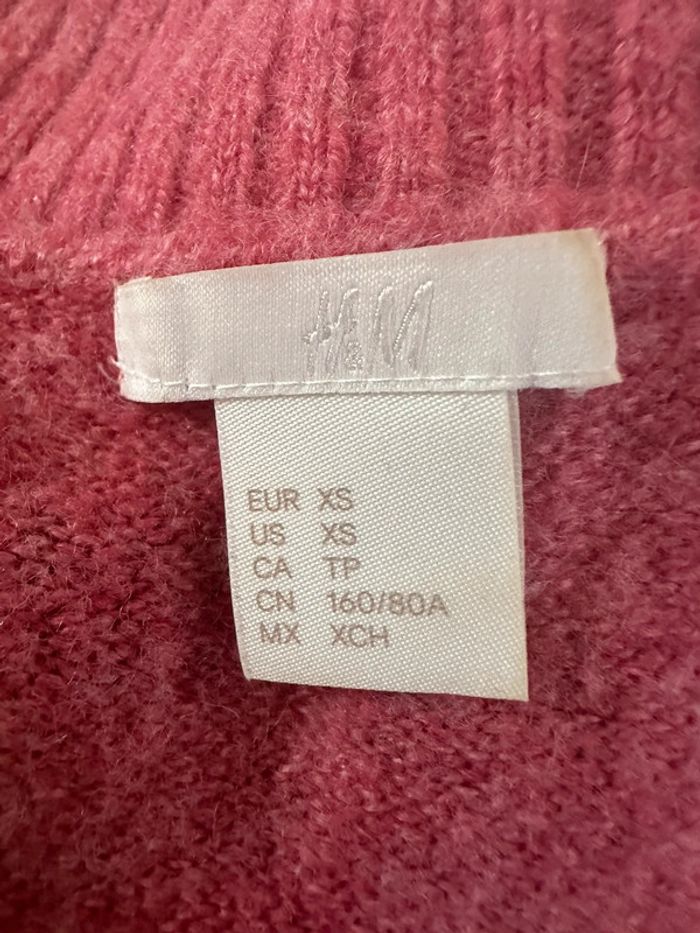 H&M
EUR XS
US XS
CA TP
CN 160/80A
MX XCH